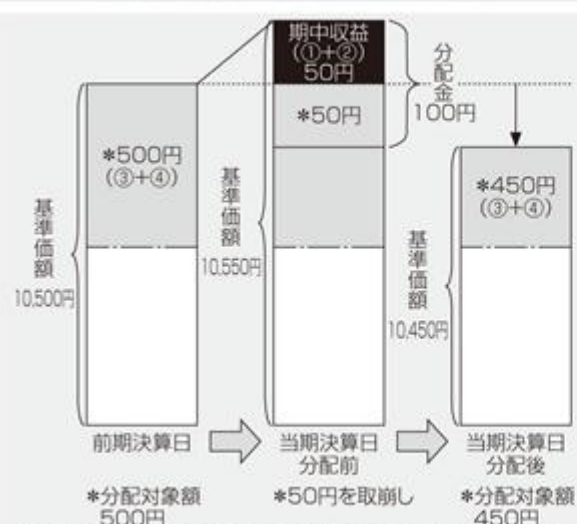 期中収益
(①+②)
50円
*50円
分配金
100円
*500円
(③+④)
基準価額
10,500円
基準価額
10,550円
*450円
(③+④)
基準価額
10,450円
前期決算日
当期決算日
分配前
当期決算日
分配後
*分配対象額
500円
*50円を取崩し
*分配対象額
450円